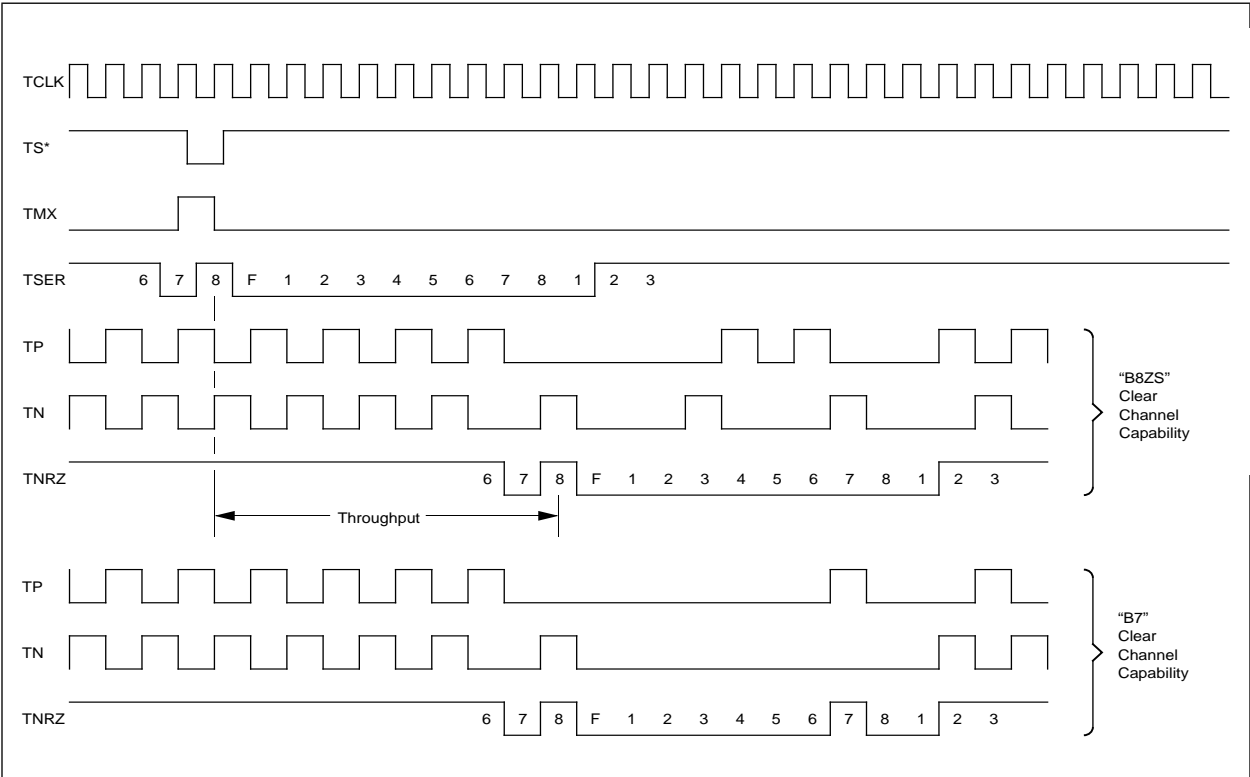 TCLK
TS*
TMX
TSER 6 7 8 F 1 2 3 4 5 6 7 8 1 2 3
TP
TN
TNRZ 6 7 8 F 1 2 3 4 5 6 7 8 1 2 3
“B8ZS”
Clear
Channel
Capability
Throughput
TP
TN
TNRZ 6 7 8 F 1 2 3 4 5 6 7 8 1 2 3
“B7”
Clear
Channel
Capability